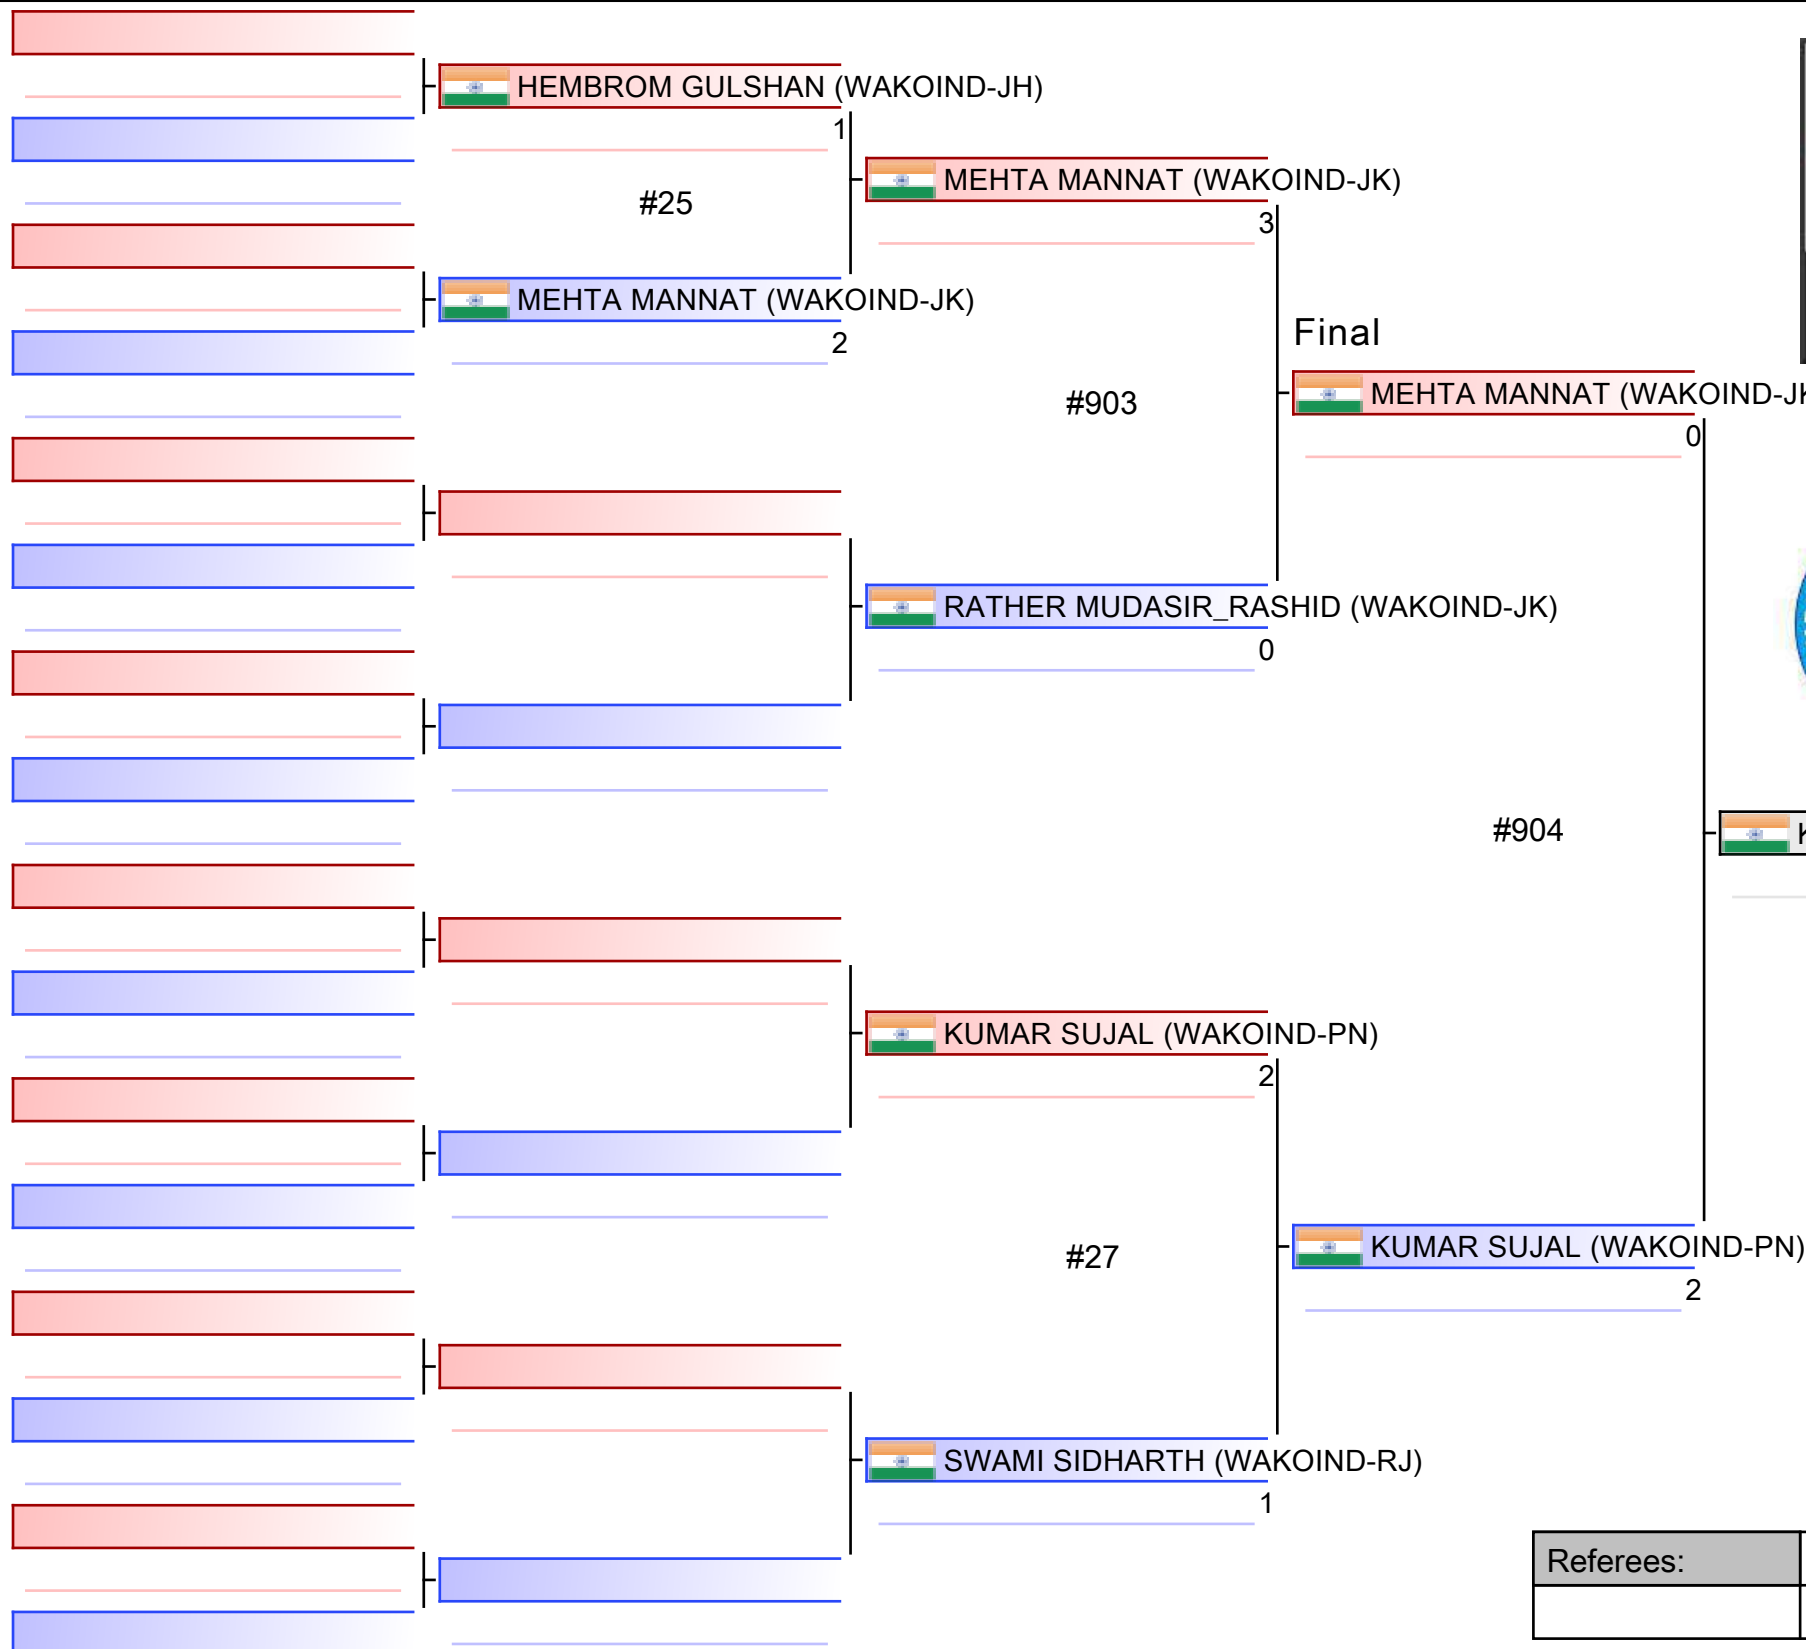 HEMBROM GULSHAN (WAKOIND-JH)
1
#25
MEHTA MANNAT (WAKOIND-JK)
2
MEHTA MANNAT (WAKOIND-JK)
3
#903
RATHER MUDASIR_RASHID (WAKOIND-JK)
0
Final
MEHTA MANNAT (WAKOIND-JK
0
#904
K
KUMAR SUJAL (WAKOIND-PN)
2
#27
SWAMI SIDHARTH (WAKOIND-RJ)
1
KUMAR SUJAL (WAKOIND-PN)
2
Referees: